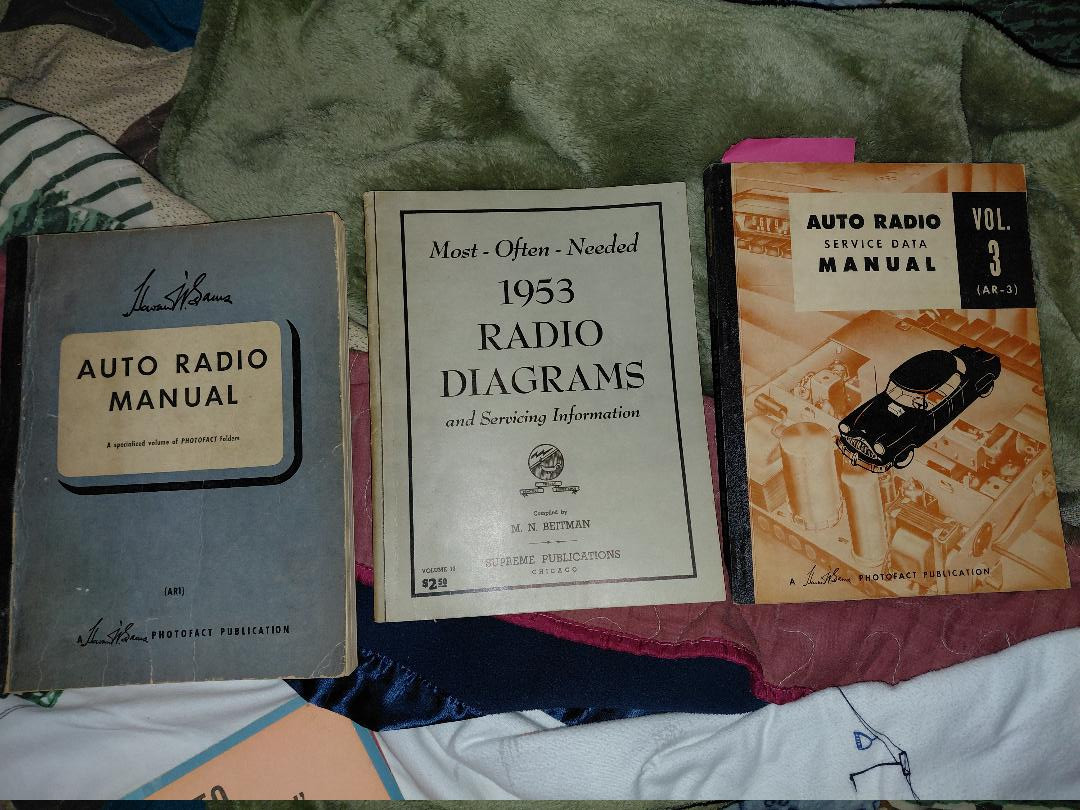 Howard W. Sams
AUTO RADIO
MANUAL
A specialized volume of PHOTOFACT Folders
(AR1)
A Howard W. Sams PHOTOFACT PUBLICATION
Most - Often - Needed
1953
RADIO
DIAGRAMS
and Servicing Information
Compiled by
M. N. BEITMAN
SUPREME PUBLICATIONS
CHICAGO
VOLUME 13
$2.50
AUTO RADIO
SERVICE DATA
MANUAL
VOL.
3
(AR-3)
A Howard W. Sams PHOTOFACT PUBLICATION